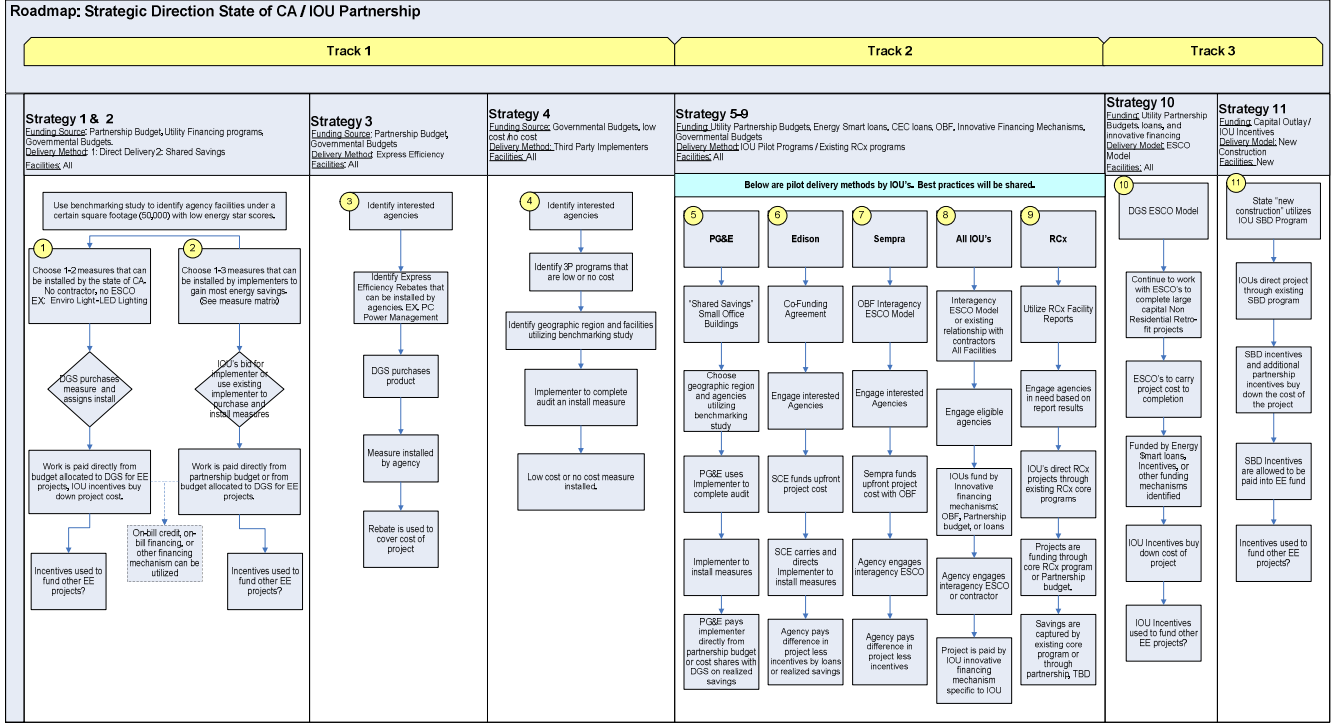 Roadmap: Strategic Direction State of CA / IOU Partnership
Track 1
Track 2
Track 3
Strategy 1 & 2
Funding Source: Partnership Budget, Utility Financing programs,
Governmental Budgets.
Delivery Method: 1: Direct Delivery 2: Shared Savings
Facilities: All
Strategy 3
Funding Source: Partnership Budget,
Governmental Budgets
Delivery Method: Express Efficiency
Facilities: All
Strategy 4
Funding Source: Governmental Budgets, low
cost /no cost
Delivery Method: Third Party Implementers
Facilities: All
Strategy 5-9
Funding: Utility Partnership Budgets, Energy Smart loans, CEC loans, OBF, Innovative Financing Mechanisms,
Governmental Budgets
Delivery Method: IOU Pilot Programs / Existing RCx programs
Strategy 10
Funding: Utility Partnership
Budgets, loans, and
innovative financing
Delivery Model: ESCO
Model
Facilities: All
Strategy 11
Funding: Capital Outlay /
IOU Incentives
Delivery Model: New
Construction
Facilities: New
Use benchmarking study to identify agency facilities under a
certain square footage (50,000) with low energy star scores.
1
Choose 1-2 measures that can
be installed by the state of CA.
No contractor, no ESCO
EX: Enviro Light-LED Lighting
DGS purchases
measure and
assigns install
Work is paid directly from
budget allocated to DGS for EE
projects, IOU incentives buy
down project cost.
Incentives used to
fund other EE
projects?
On-bill credit, on-
bill financing, or
other financing
mechanism can be
utilized
2
Choose 1-3 measures that can
be installed by implementers to
gain most energy savings.
(See measure matrix)
IOU's bid for
implementer or
use existing
implementer to
purchase and
install measures
Work is paid directly from
partnership budget or from
budget allocated to DGS for EE
projects.
Incentives used to
fund other EE
projects?
3
Identify interested
agencies
Identify Express
Efficiency Rebates that
can be installed by
agencies. EX. PC
Power Management
DGS purchases
product
Measure installed
by agency
Rebate is used to
cover cost of
project
4
Identify interested
agencies
Identify 3P programs that
are low or no cost
Identify geographic region and facilities
utilizing benchmarking study
Implementer to complete
audit an install measure
Low cost or no cost measure
installed.
Below are pilot delivery methods by IOU's. Best practices will be shared.
5
PG&E
"Shared Savings"
Small Office
Buildings
Choose
geographic region
and agencies
utilizing
benchmarking
study
PG&E uses
Implementer to
complete audit
Implementer to
install measures
PG&E pays
implementer
directly from
partnership budget
or cost shares with
DGS on realized
savings
6
Edison
Co-Funding
Agreement
Engage interested
Agencies
SCE funds upfront
project cost
SCE carries and
directs
Implementer to
install measures
Agency pays
difference in
project less
incentives by loans
or realized savings
7
Sempra
OBF Interagency
ESCO Model
Engage interested
Agencies
Sempra funds
upfront project
cost with OBF
Agency engages
interagency ESCO
Agency pays
difference in
project less
incentives
8
All IOU's
Interagency
ESCO Model
or existing
relationship with
contractors
All Facilities
Engage eligible
agencies
IOUs fund by
Innovative
financing
mechanisms;
OBF, Partnership
budget, or loans
Agency engages
interagency ESCO
or contractor
Project is paid by
IOU innovative
financing
mechanism
specific to IOU
9
RCx
Utilize RCx Facility
Reports
Engage agencies
in need based on
report results
IOU's direct RCx
projects through
existing RCx core
programs
Projects are
funding through
core RCx program
or Partnership
budget.
Savings are
captured by
existing core
program or
through
partnership, TBD
10
DGS ESCO Model
Continue to work
with ESCO's to
complete large
capital Non
Residential Retro-
fit projects
ESCO's to carry
project cost to
completion
Funded by Energy
Smart loans,
Incentives, or
other funding
mechanisms
identified
IOU Incentives buy
down cost of
project
IOU Incentives
used to fund other
EE projects?
11
State "new
construction" utilizes
IOU SBD Program
IOUs direct project
through existing
SBD program
SBD incentives
and additional
partnership
incentives buy
down the cost of
the project
SBD Incentives
are allowed to be
paid into EE fund
Incentives used to
fund other EE
projects?